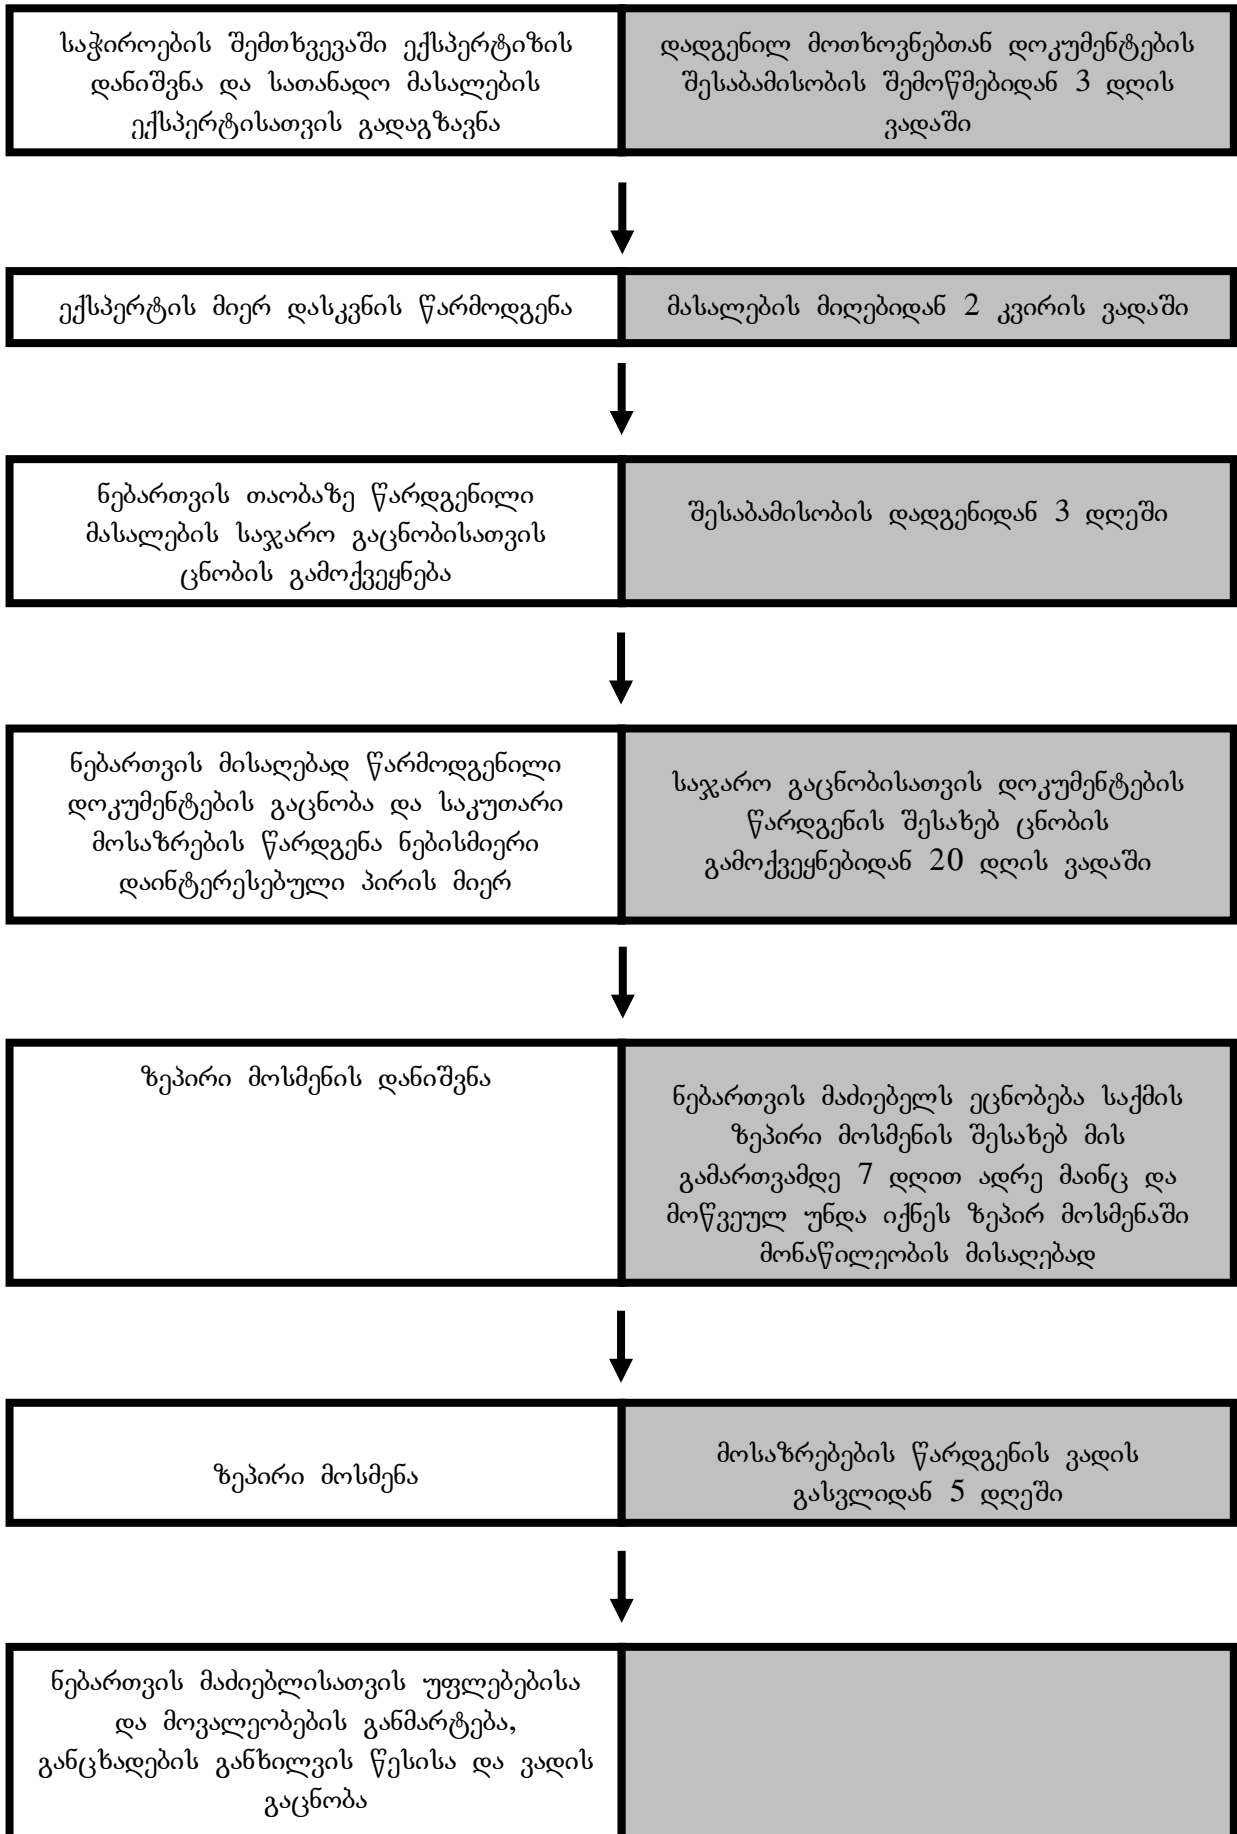 საჭიროების შემთხვევაში ექსპერტიზის
დანიშვნა და სათანადო მასალების
ექსპერტისათვის გადაგზავნა
დადგენილ მოთხოვნებთან დოკუმენტების
შესაბამისობის შემოწმებიდან 3 დღის
ვადაში
ექსპერტის მიერ დასკვნის წარმოდგენა
მასალების მიღებიდან 2 კვირის ვადაში
ნებართვის თაობაზე წარდგენილი
მასალების საჯარო გაცნობისათვის
ცნობის გამოქვეყნება
შესაბამისობის დადგენიდან 3 დღეში
ნებართვის მისაღებად წარმოდგენილი
დოკუმენტების გაცნობა და საკუთარი
მოსაზრების წარდგენა ნებისმიერი
დაინტერესებული პირის მიერ
საჯარო გაცნობისათვის დოკუმენტების
წარდგენის შესახებ ცნობის
გამოქვეყნებიდან 20 დღის ვადაში
ზეპირი მოსმენის დანიშვნა
ნებართვის მაძიებელს ეცნობება საქმის
ზეპირი მოსმენის შესახებ მის
გამართვამდე 7 დღით ადრე მაინც და
მოწვეულ უნდა იქნეს ზეპირ მოსმენაში
მონაწილეობის მისაღებად
ზეპირი მოსმენა
მოსაზრებების წარდგენის ვადის
გასვლიდან 5 დღეში
ნებართვის მაძიებლისათვის უფლებებისა
და მოვალეობების განმარტება,
განცხადების განხილვის წესისა და ვადის
გაცნობა